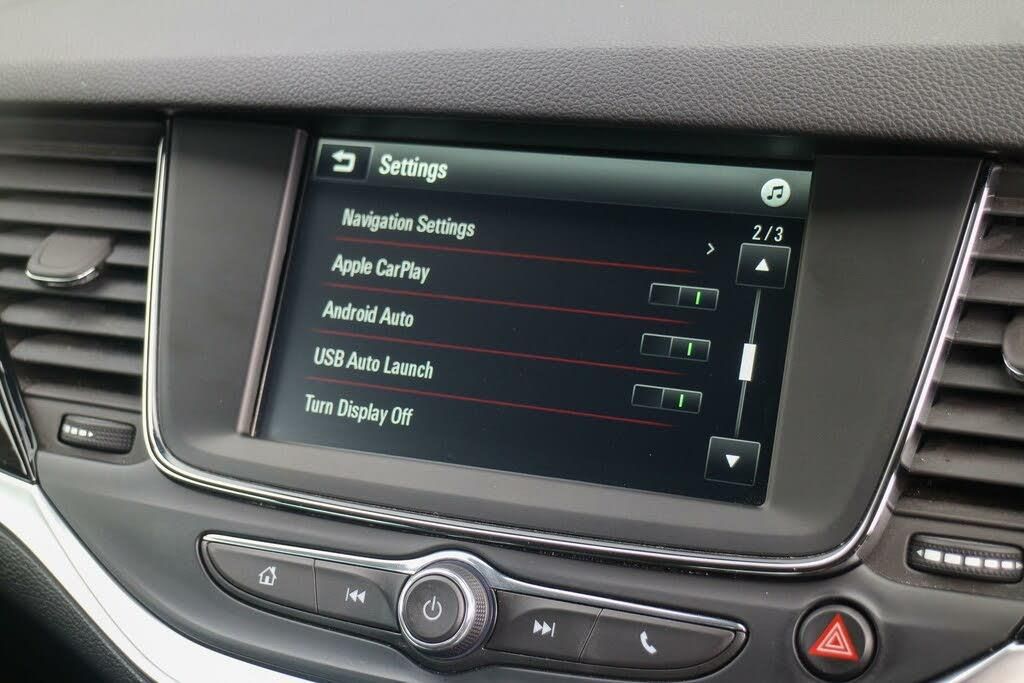 Settings
2/3
Navigation Settings
Apple CarPlay
Android Auto
USB Auto Launch
Turn Display Off